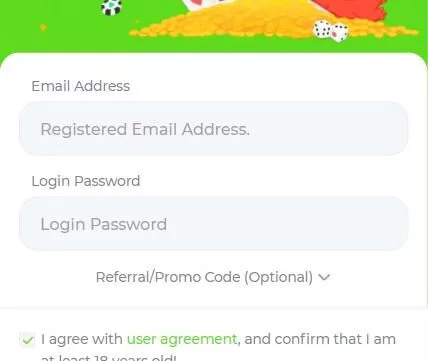 Email Address
Registered Email Address.
Login Password
Login Password
Referral/Promo Code (Optional)
I agree with user agreement, and confirm that I am
at least 18 years old!